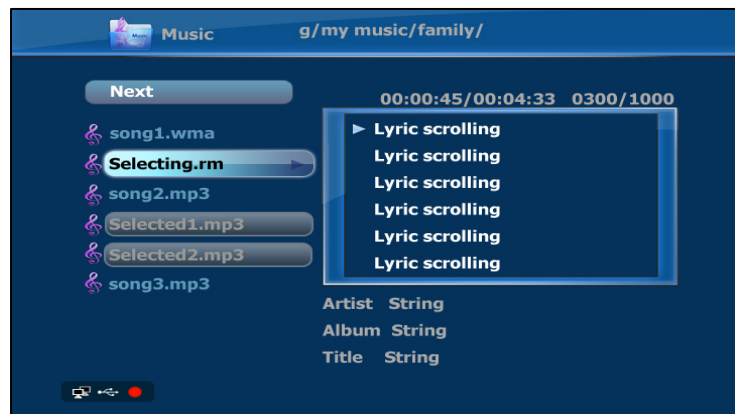 Music g/my music/family/
Next
00:00:45/00:04:33 0300/1000
song1.wma
Selecting.rm
song2.mp3
Selected1.mp3
Selected2.mp3
song3.mp3
Lyric scrolling
Lyric scrolling
Lyric scrolling
Lyric scrolling
Lyric scrolling
Lyric scrolling
Artist String
Album String
Title String